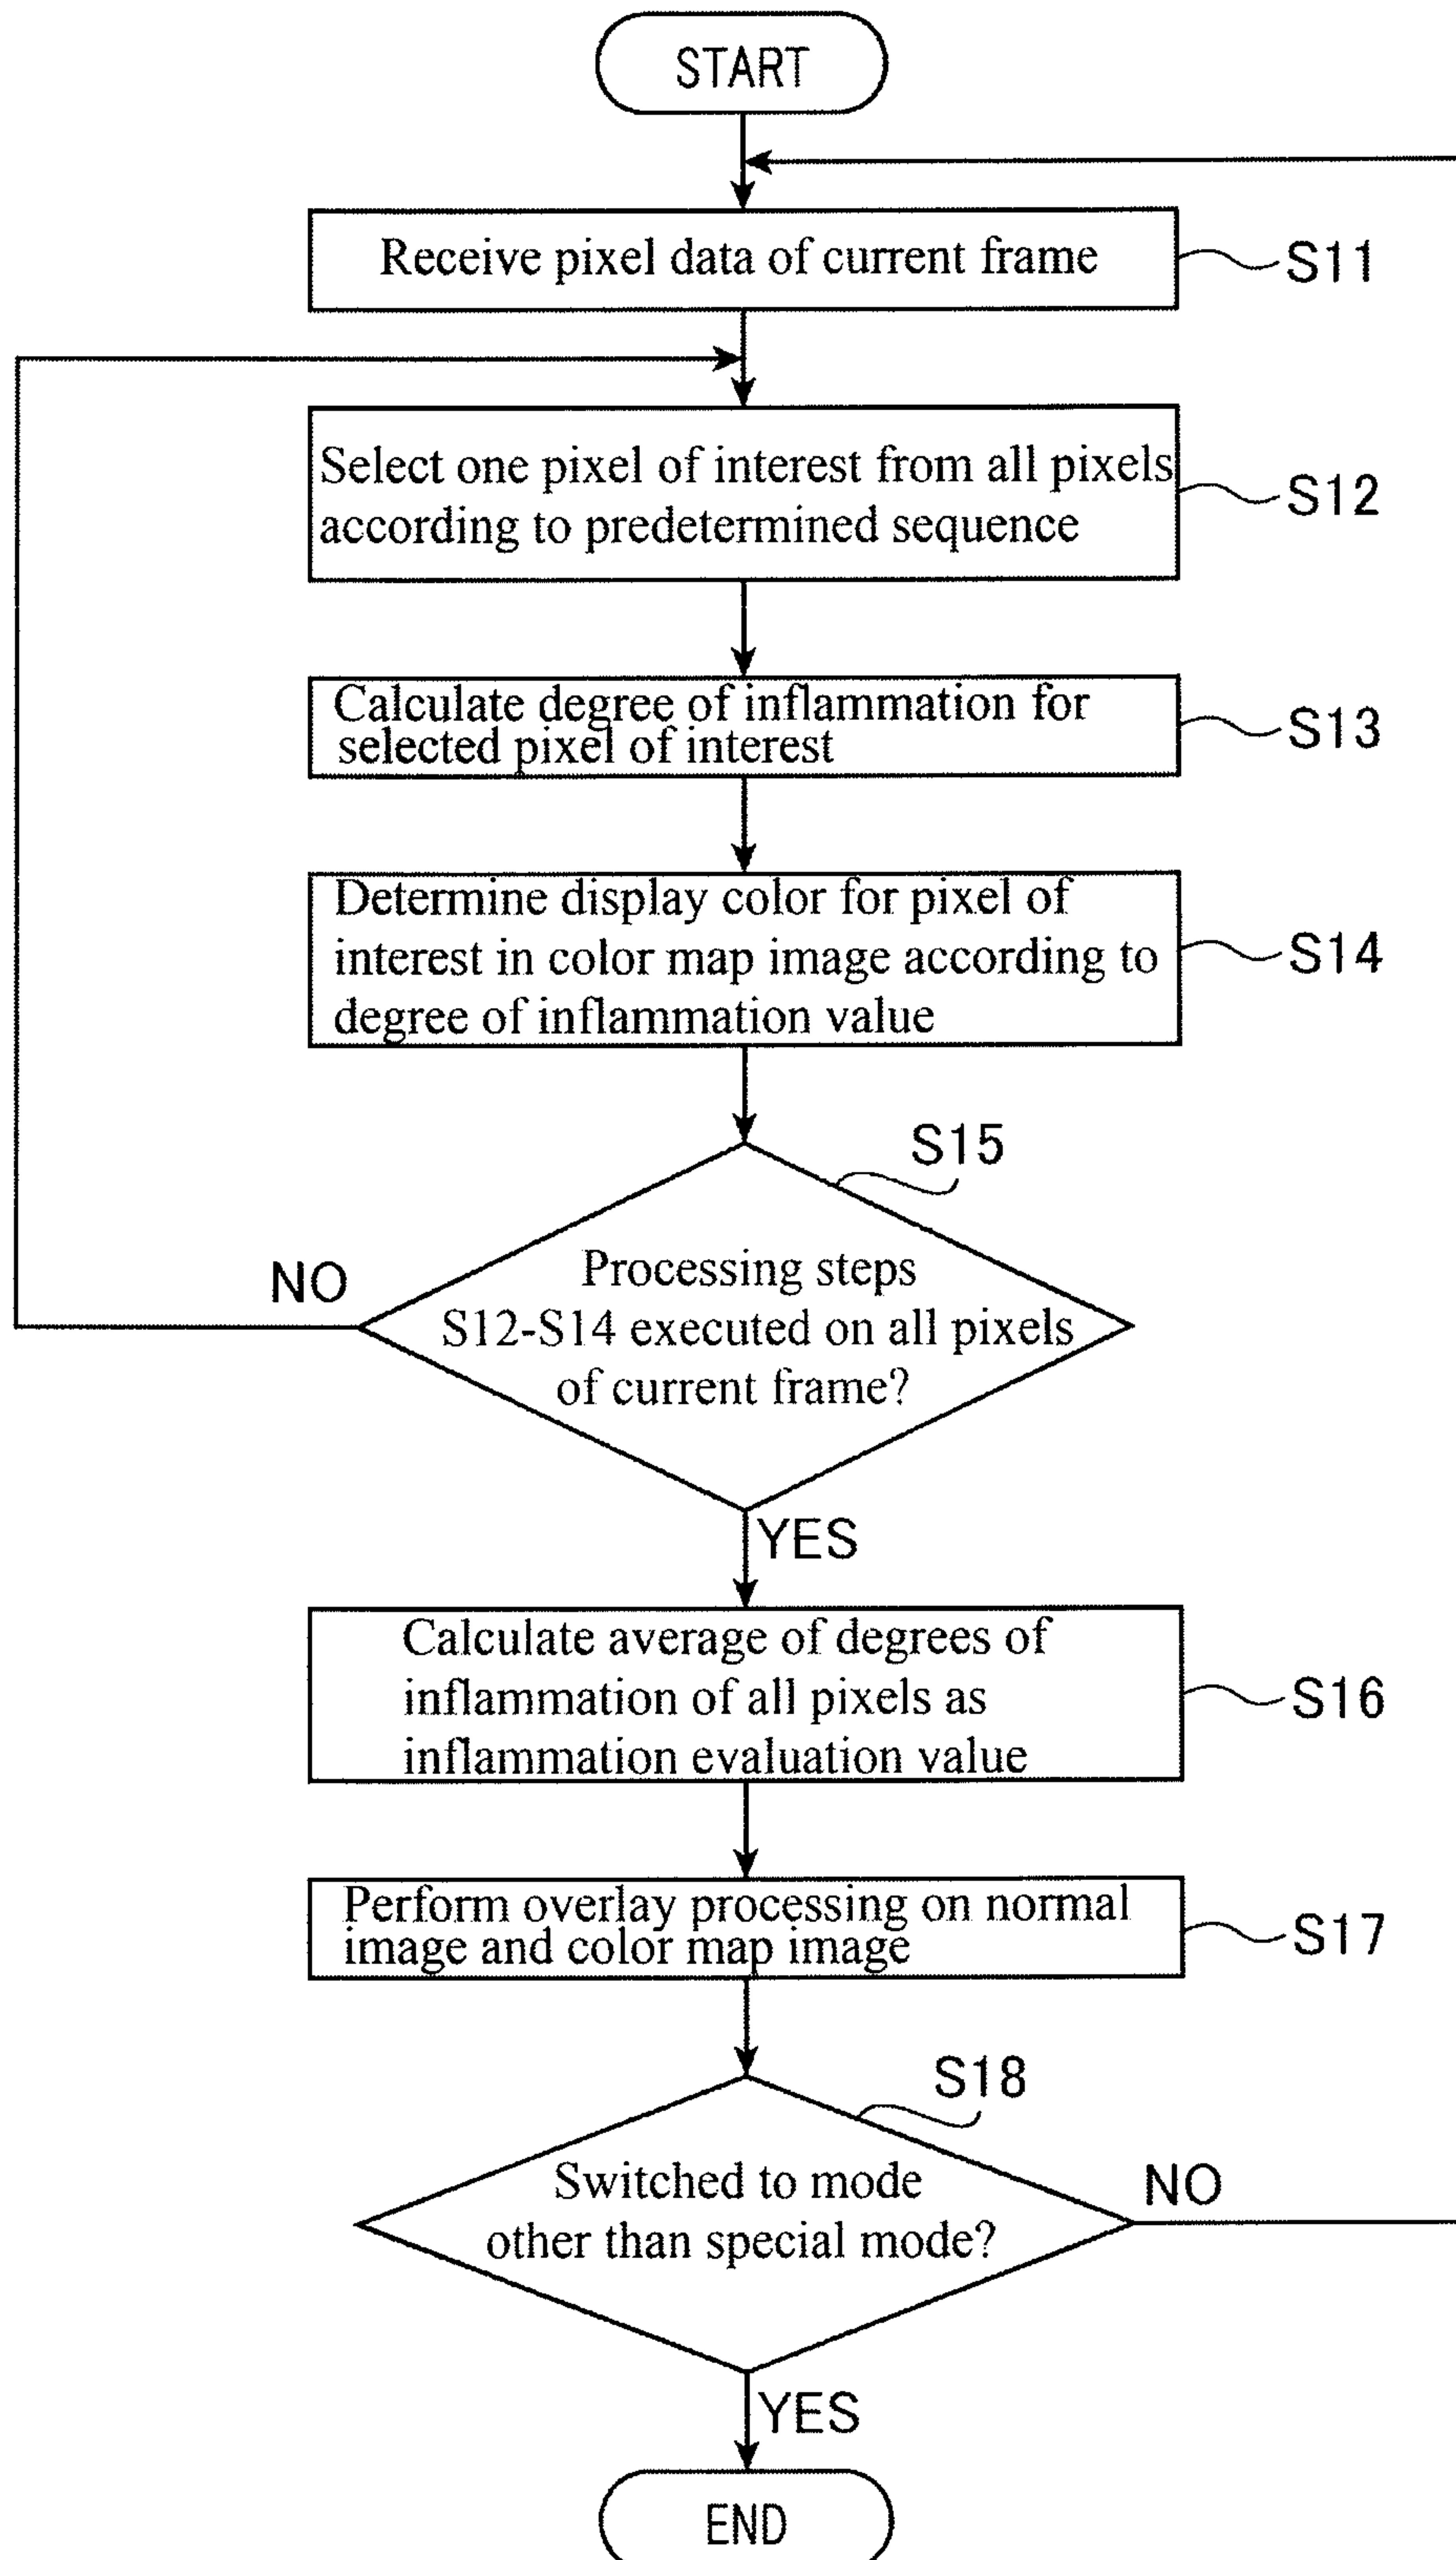 START
Receive pixel data of current frame
S11
Select one pixel of interest from all pixels
according to predetermined sequence
S12
Calculate degree of inflammation for
selected pixel of interest
S13
Determine display color for pixel of
interest in color map image according to
degree of inflammation value
S14
S15
Processing steps
S12-S14 executed on all pixels
of current frame?
NO
YES
Calculate average of degrees of
inflammation of all pixels as
inflammation evaluation value
S16
Perform overlay processing on normal
image and color map image
S17
S18
Switched to mode
other than special mode?
NO
YES
END